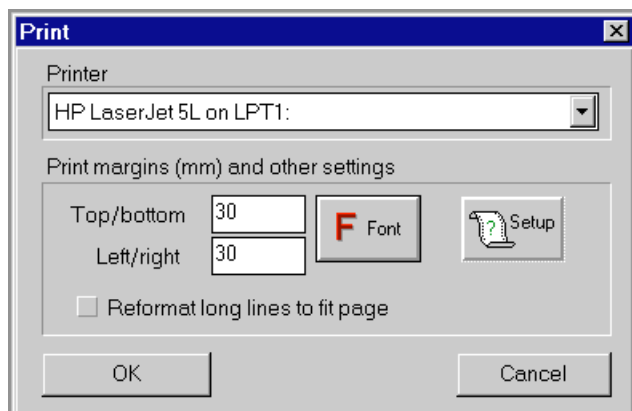 Print
Printer
HP LaserJet 5L on LPT1:
Print margins (mm) and other settings
Top/bottom 30
F Font
? Setup
Left/right 30
Reformat long lines to fit page
OK Cancel